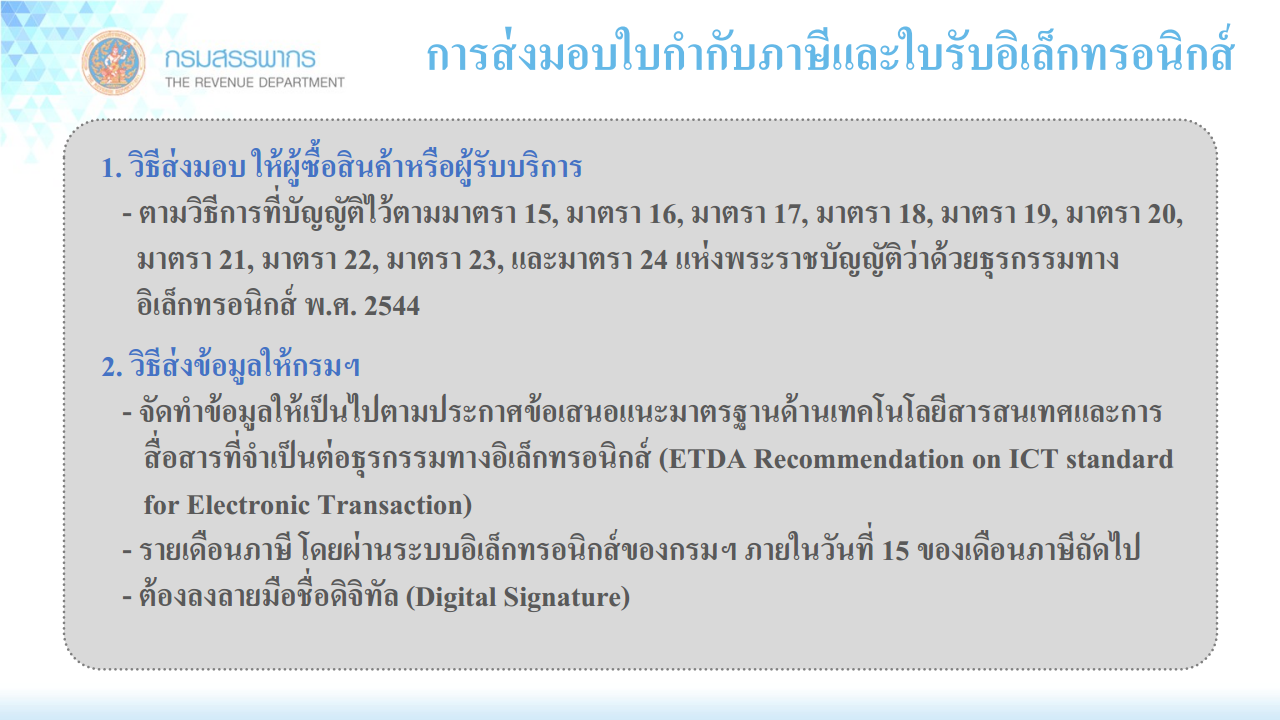 กรมสรรพากร
THE REVENUE DEPARTMENT
การส่งมอบใบกำกับภาษีและใบรับอิเล็กทรอนิกส์
1. วิธีส่งมอบ ให้ผู้ซื้อสินค้าหรือผู้รับบริการ
- ตามวิธีการที่บัญญัติไว้ตามมาตรา 15, มาตรา 16, มาตรา 17, มาตรา 18, มาตรา 19, มาตรา 20,
มาตรา 21, มาตรา 22, มาตรา 23, และมาตรา 24 แห่งพระราชบัญญัติว่าด้วยธุรกรรมทาง
อิเล็กทรอนิกส์ พ.ศ. 2544
2. วิธีส่งข้อมูลให้กรมฯ
- จัดทำข้อมูลให้เป็นไปตามประกาศข้อเสนอแนะมาตรฐานด้านเทคโนโลยีสารสนเทศและการ
สื่อสารที่จำเป็นต่อธุรกรรมทางอิเล็กทรอนิกส์ (ETDA Recommendation on ICT standard
for Electronic Transaction)
- รายเดือนภาษี โดยผ่านระบบอิเล็กทรอนิกส์ของกรมฯ ภายในวันที่ 15 ของเดือนภาษีถัดไป
- ต้องลงลายมือชื่อดิจิทัล (Digital Signature)